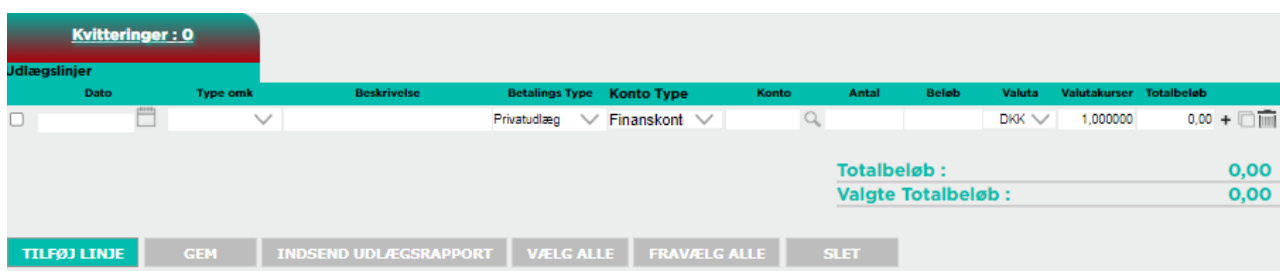 Kvitteringer : 0
Udlægslinjer
Dato Type omk Beskrivelse Betalings Type Konto Type Konto Antal Beløb Valuta Valutakurser Totalbeløb
Privatudlæg Finanskont DKK 1,000000 0,00 +
Totalbeløb : 0,00
Valgte Totalbeløb : 0,00
TILFØJ LINJE GEM INDSEND UDLÆGSRAPPORT VÆLG ALLE FRAVÆLG ALLE SLET